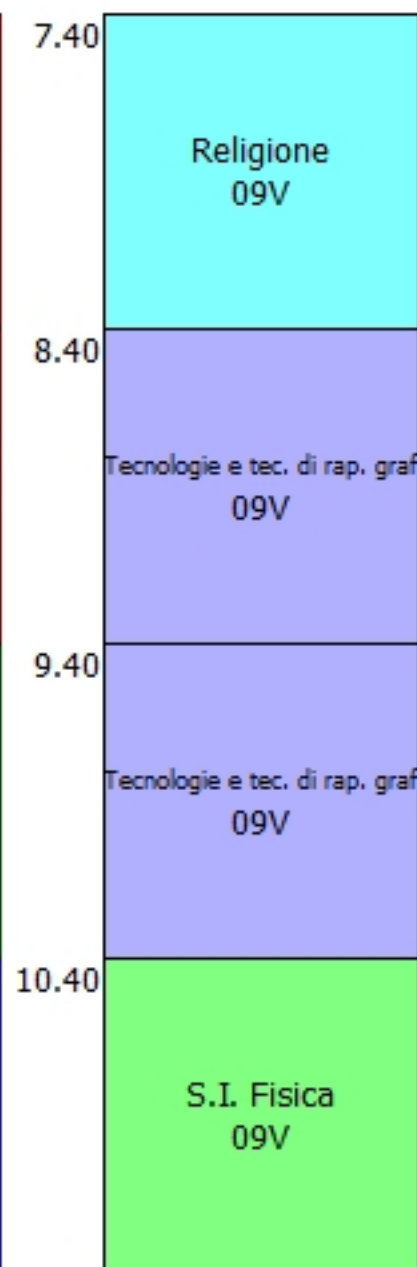 7.40
Religione
09V
8.40
Tecnologie e tec. di rap. graf
09V
9.40
Tecnologie e tec. di rap. graf
09V
10.40
S.I. Fisica
09V